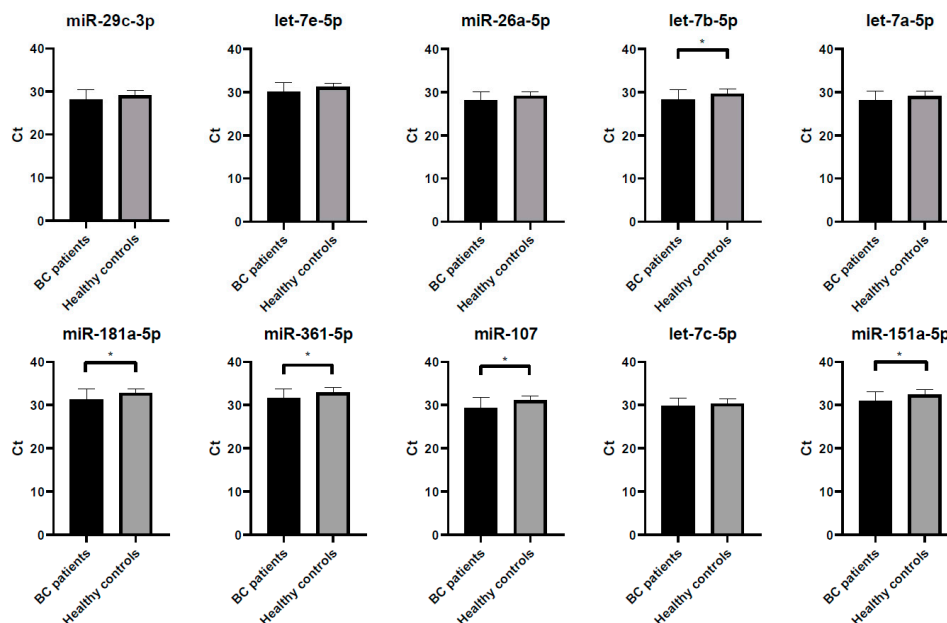 miR-29c-3p let-7e-5p miR-26a-5p let-7b-5p let-7a-5p
40 40 40 40 40
*
30 30 30 30 30
Ct Ct Ct Ct Ct
20 20 20 20 20
10 10 10 10 10
0 0 0 0 0
BC patients Healthy controls BC patients Healthy controls BC patients Healthy controls BC patients Healthy controls BC patients Healthy controls
miR-181a-5p miR-361-5p miR-107 let-7c-5p miR-151a-5p
40 40 40 40 40
* * * *
30 30 30 30 30
Ct Ct Ct Ct Ct
20 20 20 20 20
10 10 10 10 10
0 0 0 0 0
BC patients Healthy controls BC patients Healthy controls BC patients Healthy controls BC patients Healthy controls BC patients Healthy controls